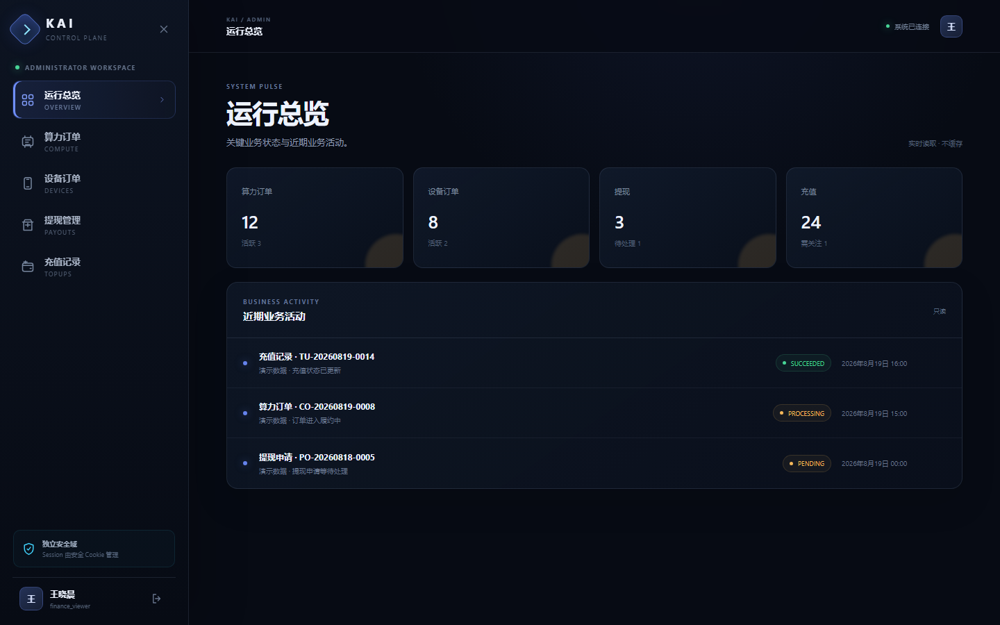 KAI
CONTROL PLANE
ADMINISTRATOR WORKSPACE
运行总览
OVERVIEW
算力订单
COMPUTE
设备订单
DEVICES
提现管理
PAYOUTS
充值记录
TOPUPS
独立安全域
Session 由安全 Cookie 管理
王
王晓晨
finance_viewer
KAI / ADMIN
运行总览
系统已连接
王
SYSTEM PULSE
运行总览
关键业务状态与近期业务活动。
实时读取 · 不缓存
算力订单
12
活跃 3
设备订单
8
活跃 2
提现
3
待处理 1
充值
24
需关注 1
BUSINESS ACTIVITY
近期业务活动
只读
充值记录 · TU-20260819-0014
演示数据 · 充值状态已更新
SUCCEEDED
2026年8月19日 16:00
算力订单 · CO-20260819-0008
演示数据 · 订单进入履约中
PROCESSING
2026年8月19日 15:00
提现申请 · PO-20260818-0005
演示数据 · 提现申请等待处理
PENDING
2026年8月19日 00:00